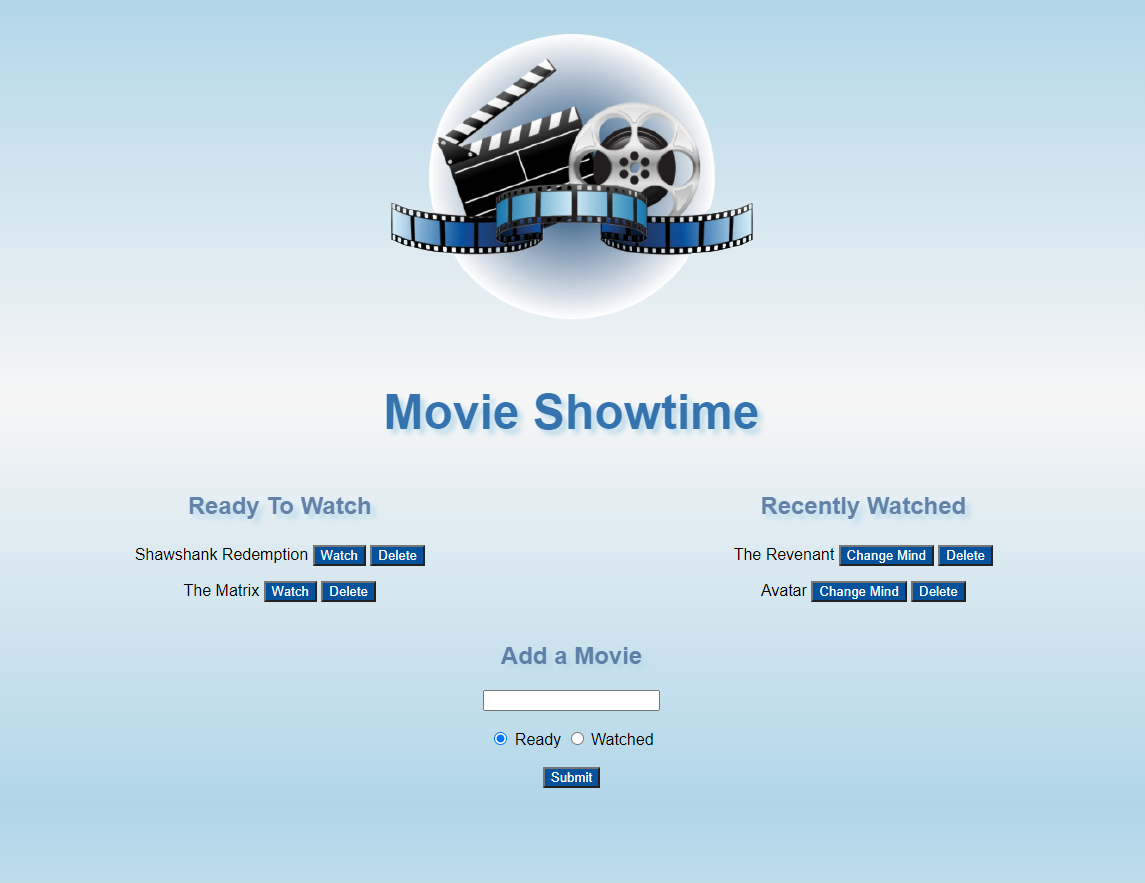 Movie Showtime
Ready To Watch
Shawshank Redemption Watch Delete
The Matrix Watch Delete
Recently Watched
The Revenant Change Mind Delete
Avatar Change Mind Delete
Add a Movie
Ready Watched
Submit